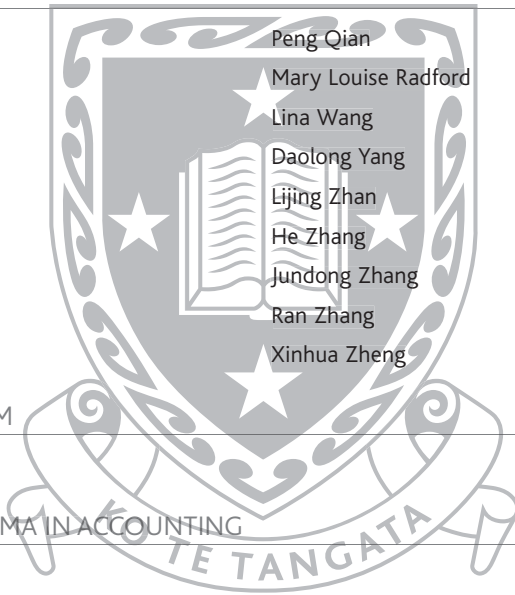 Peng Qian
Mary Louise Radford
Lina Wang
Daolong Yang
Lijing Zhan
He Zhang
Jundong Zhang
Ran Zhang
Xinhua Zheng
M
MA IN ACCOUNTING
KO TE TANGATA